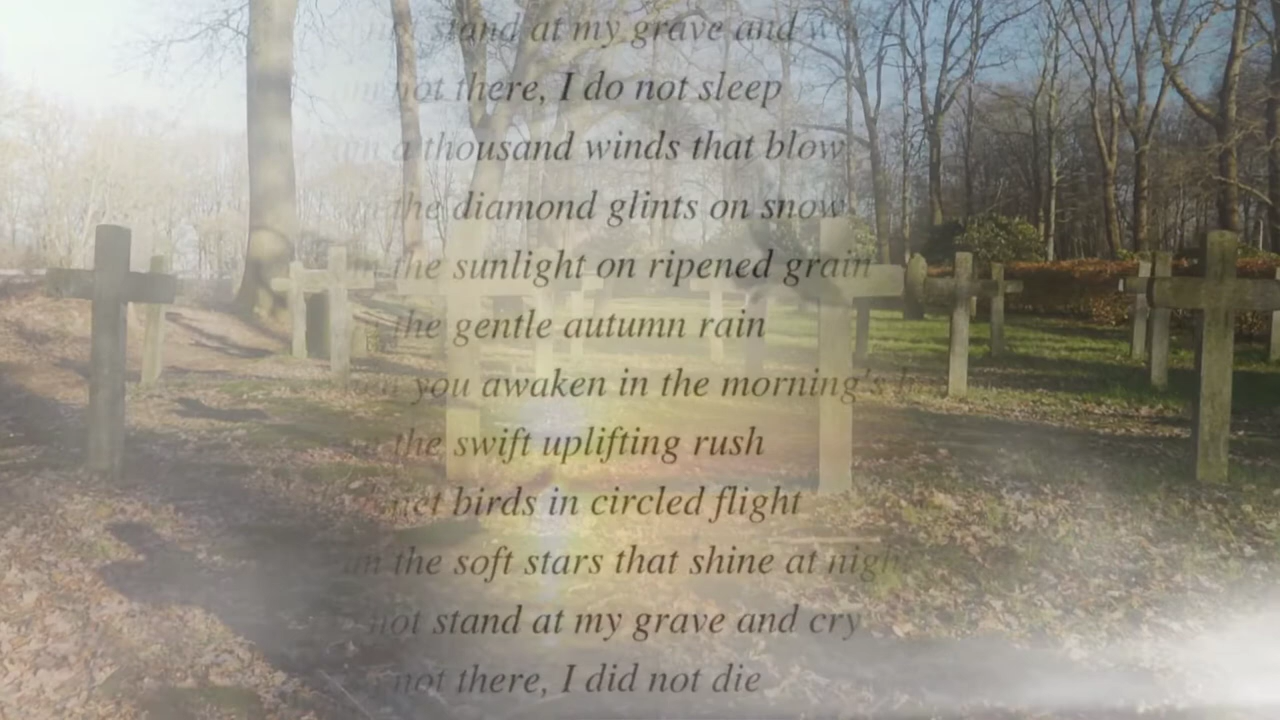 not stand at my grave and
not there, I do not sleep
a thousand winds that blow
the diamond glints on snow
the sunlight on ripened grain
the gentle autumn rain
you awaken in the morning's
the swift uplifting rush
birds in circled flight
the soft stars that shine at night
not stand at my grave and cry
not there, I did not die